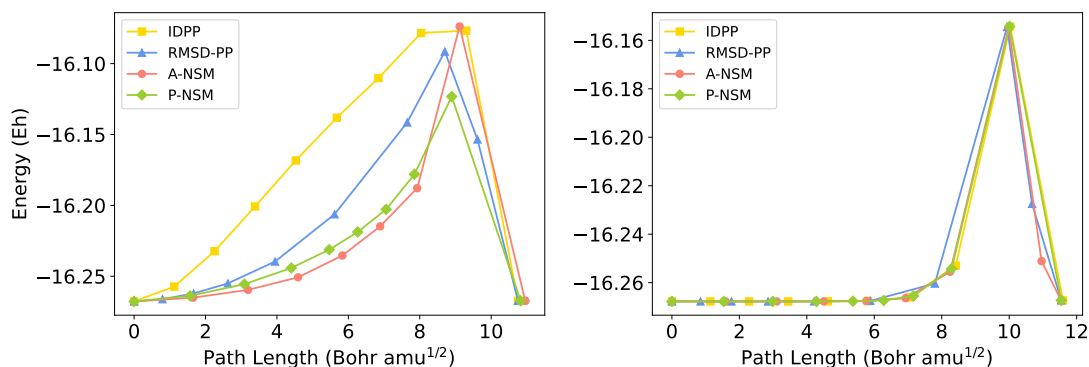 IDPP
RMSD-PP
A-NSM
P-NSM
−16.10
−16.15
−16.20
−16.25
Energy (Eh)
0 2 4 6 8 10
Path Length (Bohr amu^1/2)
IDPP
RMSD-PP
A-NSM
P-NSM
−16.16
−16.18
−16.20
−16.22
−16.24
−16.26
0 2 4 6 8 10 12
Path Length (Bohr amu^1/2)